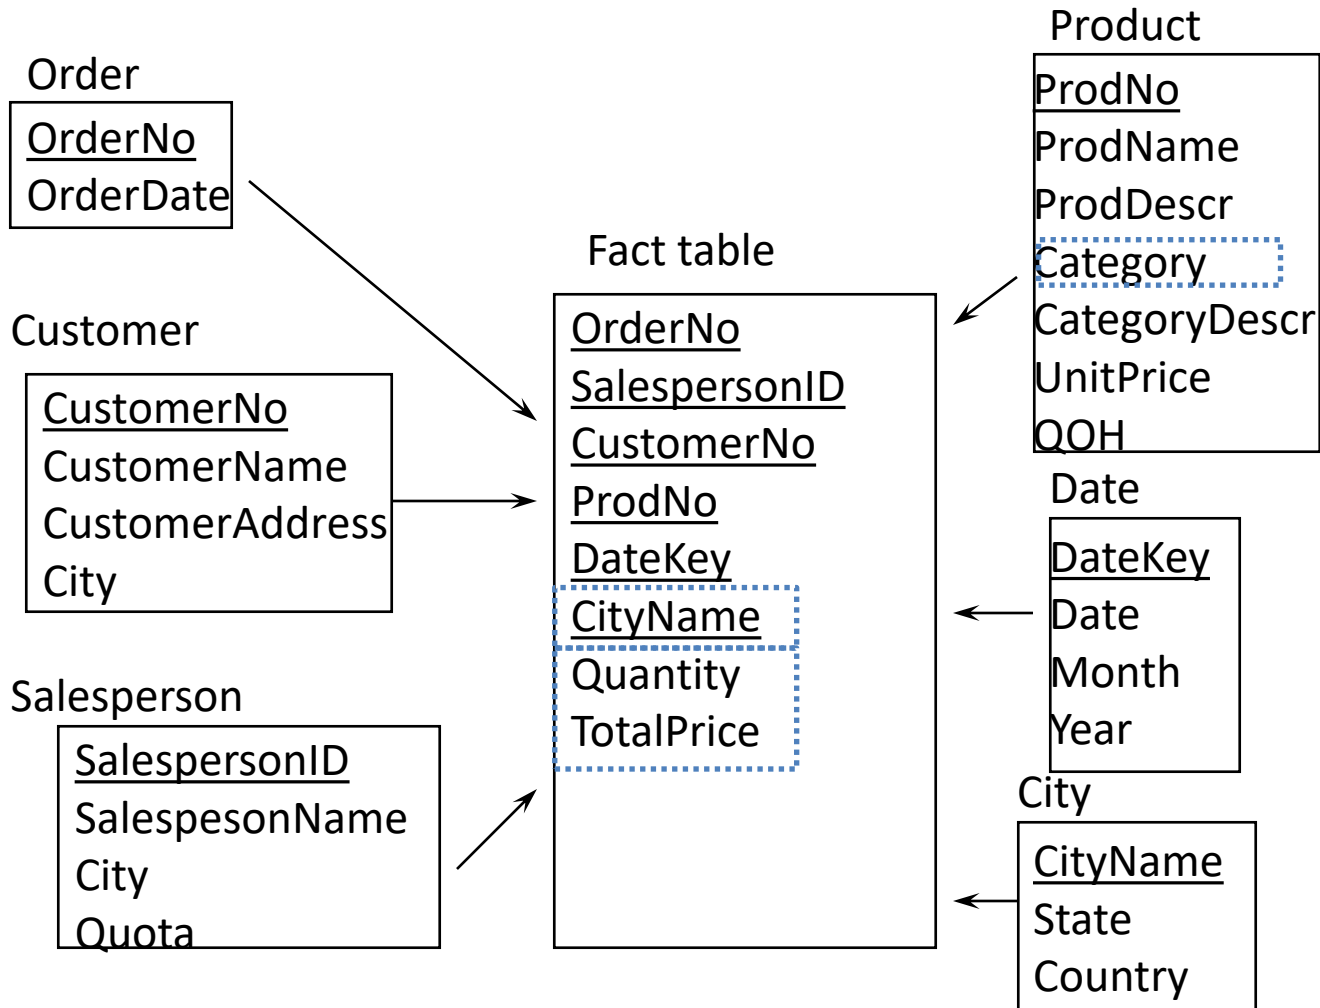 Order
OrderNo
OrderDate
Customer
CustomerNo
CustomerName
CustomerAddress
City
Salesperson
SalespersonID
SalespesonName
City
Quota
Fact table
OrderNo
SalespersonID
CustomerNo
ProdNo
DateKey
CityName
Quantity
TotalPrice
Product
ProdNo
ProdName
ProdDescr
Category
CategoryDescr
UnitPrice
QOH
Date
DateKey
Date
Month
Year
City
CityName
State
Country